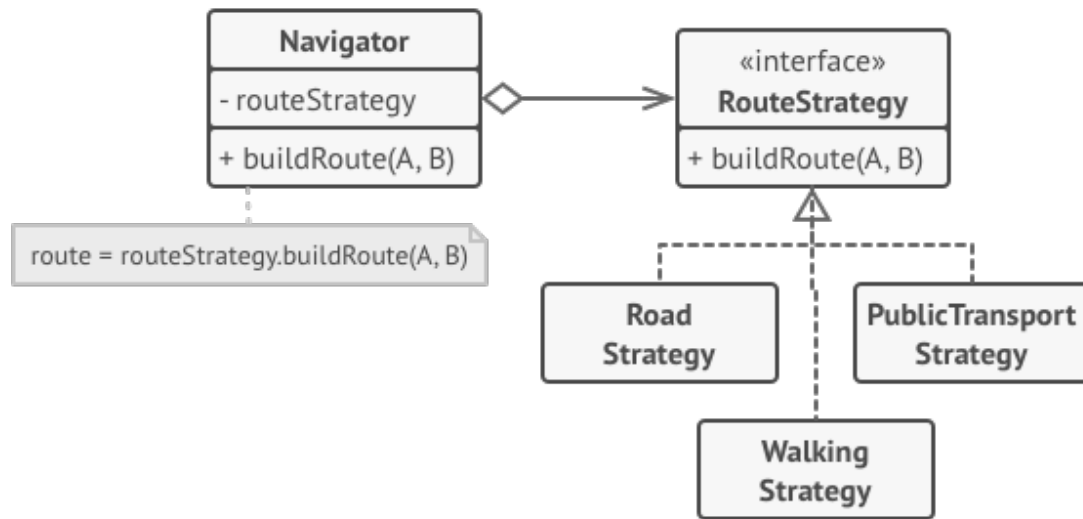 Navigator
- routeStrategy
+ buildRoute(A, B)
route = routeStrategy.buildRoute(A, B)
«interface»
RouteStrategy
+ buildRoute(A, B)
Road
Strategy
PublicTransport
Strategy
Walking
Strategy